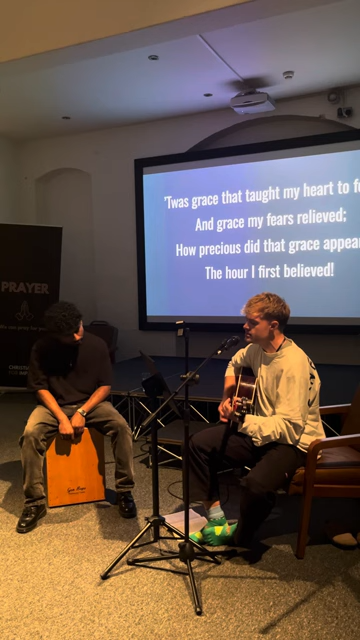 'Twas grace that taught my heart to
And grace my fears relieved;
How precious did that grace appear
The hour I first believed!
PRAYER